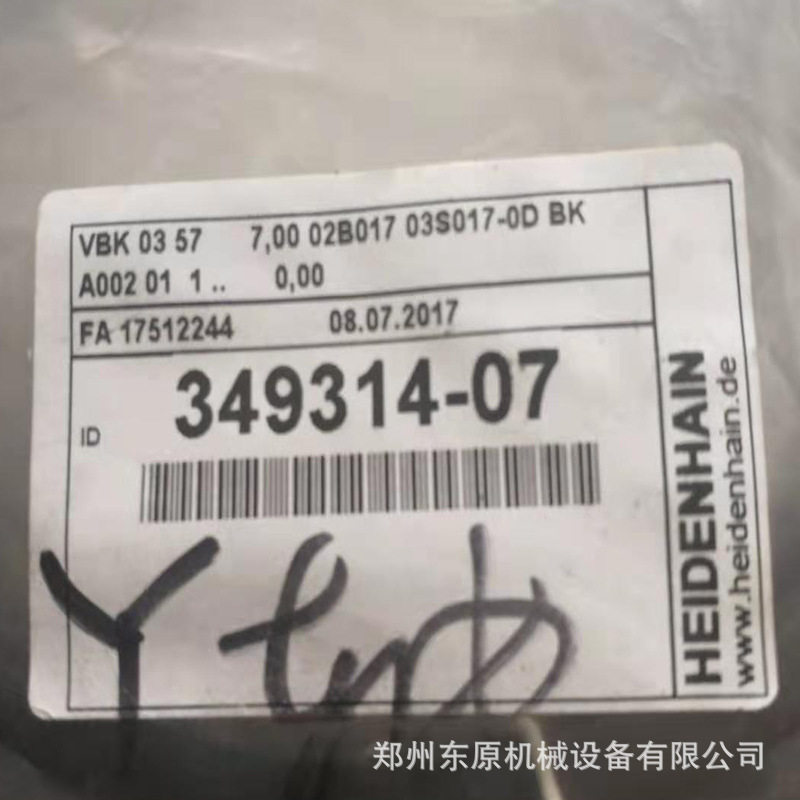 VBK 03 57 7,00 02B017 03S017-0D BK
A002 01 1 .. 0,00
FA 17512244 08.07.2017
ID 349314-07
HEIDENHAIN
www.heidenhain.de
Y轴
郑州东原机械设备有限公司